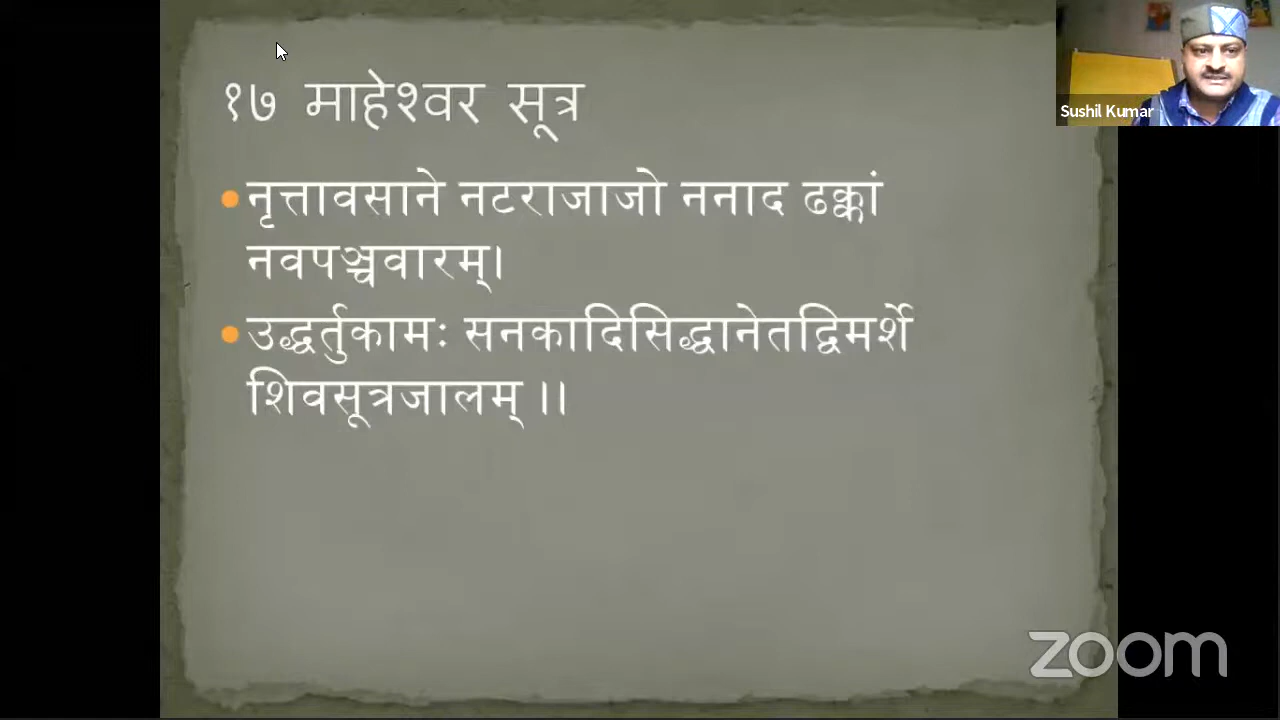 १७ माहेश्वर सूत्र
नृत्तावसाने नटराजाजो ननाद ढक्कां
नवपञ्चवारम्।
उद्धर्तुकामः सनकादिसिद्धानेतद्विमर्शे
शिवसूत्रजालम् ।।
Sushil Kumar
zoom